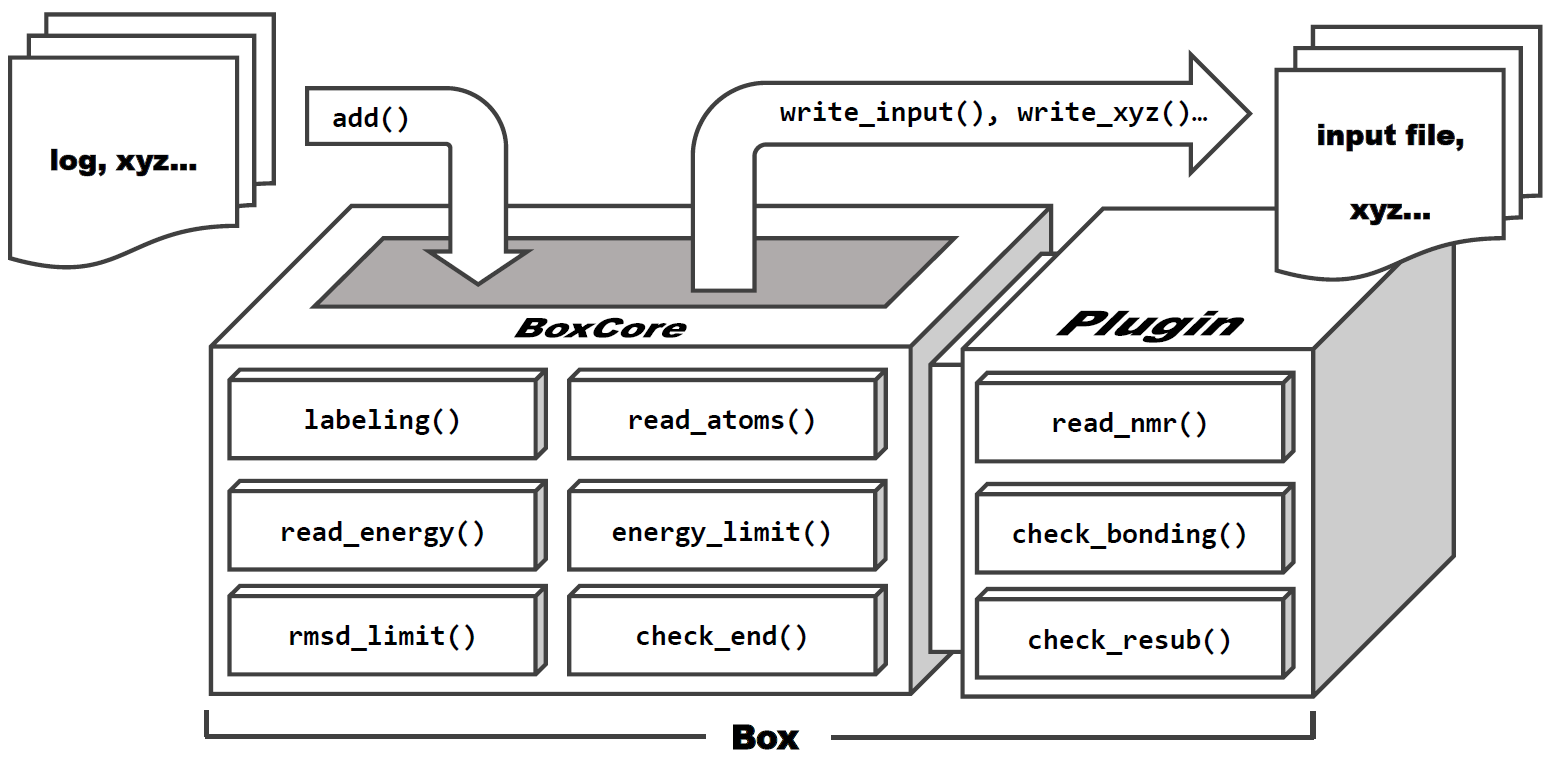 log, xyz…
add()
write_input(), write_xyz()…
input file,
xyz…
BoxCore
Plugin
labeling()
read_atoms()
read_nmr()
read_energy()
energy_limit()
check_bonding()
rmsd_limit()
check_end()
check_resub()
Box